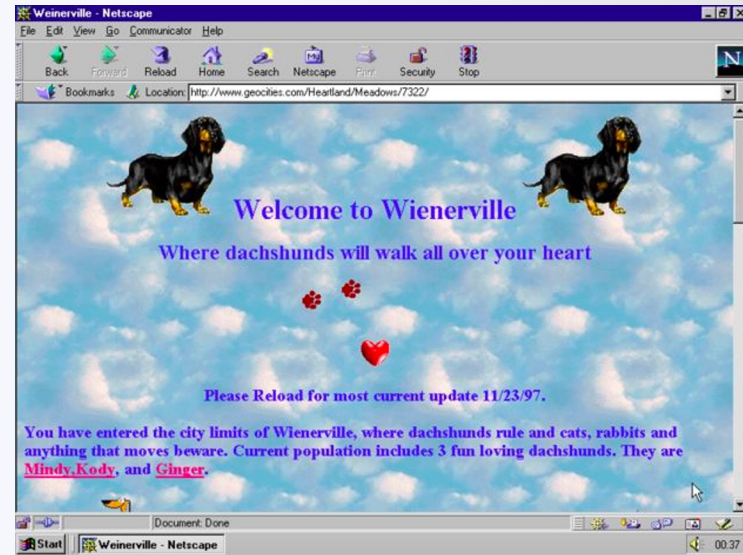 Weinerville - Netscape
File Edit View Go Communicator Help
Back Forward Reload Home Search Netscape Print Security Stop
N
Bookmarks Location: http://www.geocities.com/Heartland/Meadows/7322/
Welcome to Wienerville
Where dachshunds will walk all over your heart
Please Reload for most current update 11/23/97.
You have entered the city limits of Wienerville, where dachshunds rule and cats, rabbits and
anything that moves beware. Current population includes 3 fun loving dachshunds. They are
Mindy,Kody, and Ginger.
Document: Done
Start Weinerville - Netscape 00:37